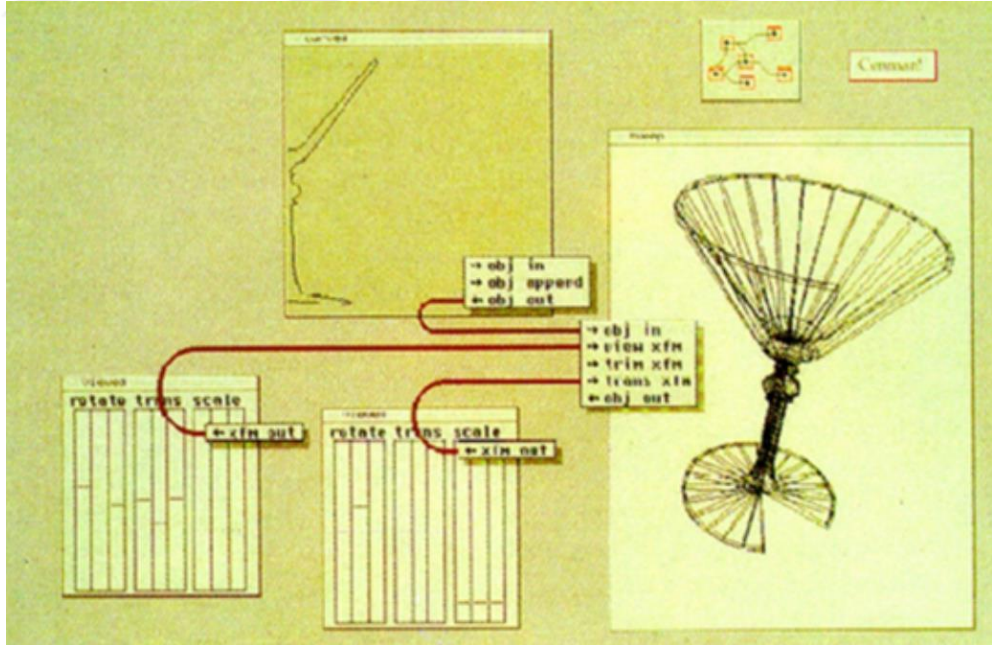 Conman!
→ obj in
→ obj append
← obj out
→ obj in
→ view xfm
→ trim xfm
→ trans xfm
← obj out
rotate trans scale
← xfm out
rotate trans scale
← xfm out